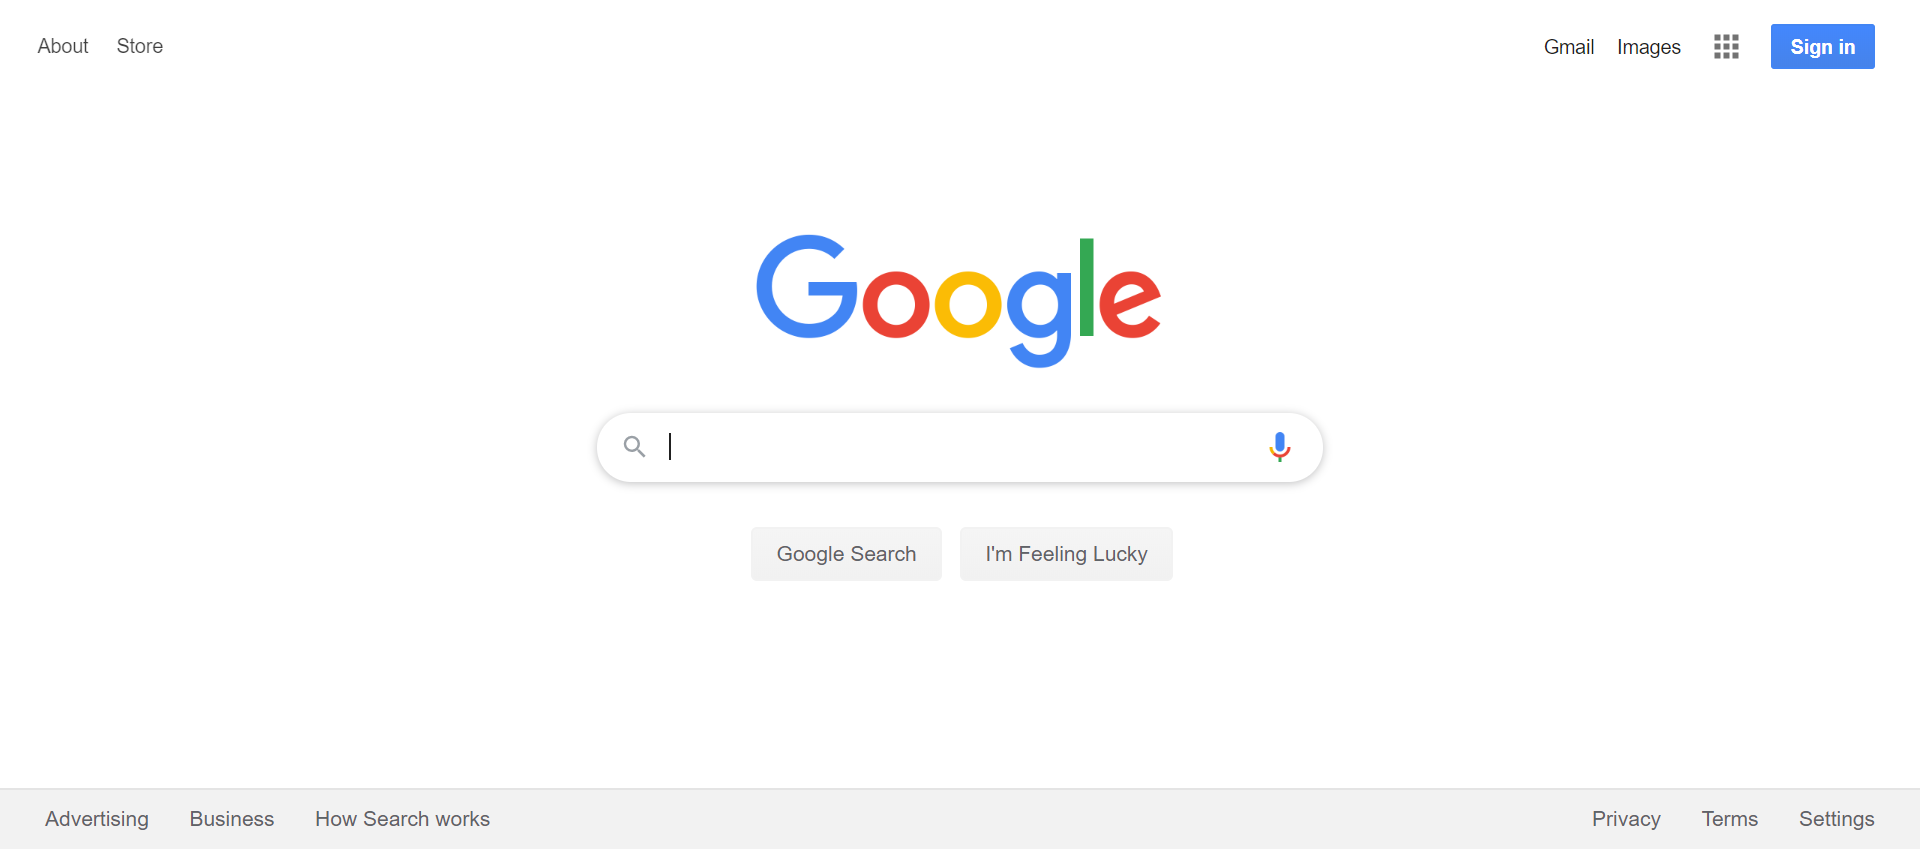 About Store Gmail Images Sign in
Google
Google Search I'm Feeling Lucky
Advertising Business How Search works Privacy Terms Settings